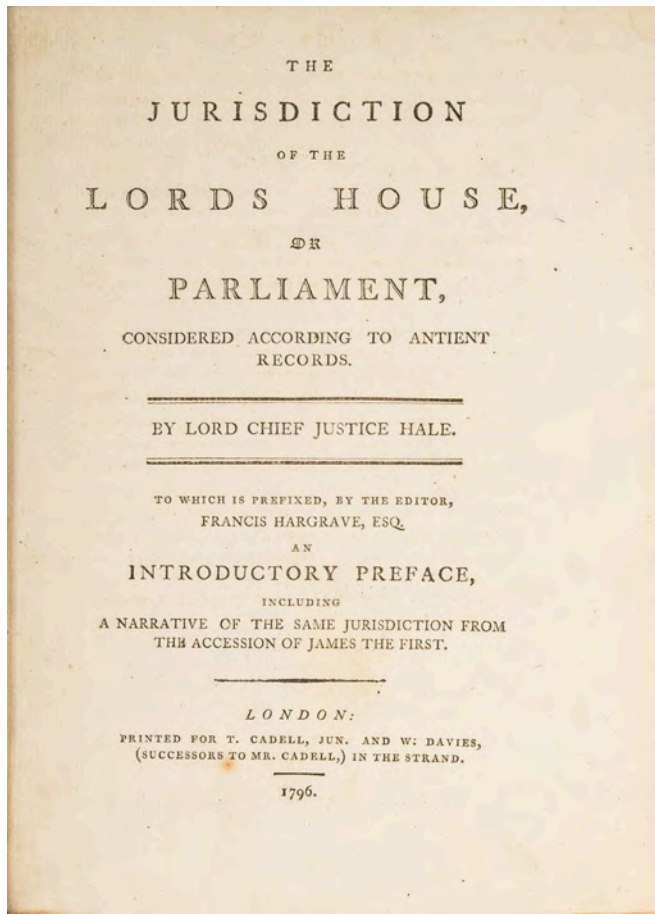 THE
JURISDICTION
OF THE
LORDS HOUSE,
OR
PARLIAMENT,
CONSIDERED ACCORDING TO ANTIENT
RECORDS.
BY LORD CHIEF JUSTICE HALE.
TO WHICH IS PREFIXED, BY THE EDITOR,
FRANCIS HARGRAVE, ESQ.
AN
INTRODUCTORY PREFACE,
INCLUDING
A NARRATIVE OF THE SAME JURISDICTION FROM
THE ACCESSION OF JAMES THE FIRST.
LONDON:
PRINTED FOR T. CADELL, JUN. AND W. DAVIES,
(SUCCESSORS TO MR. CADELL,) IN THE STRAND.
1796.